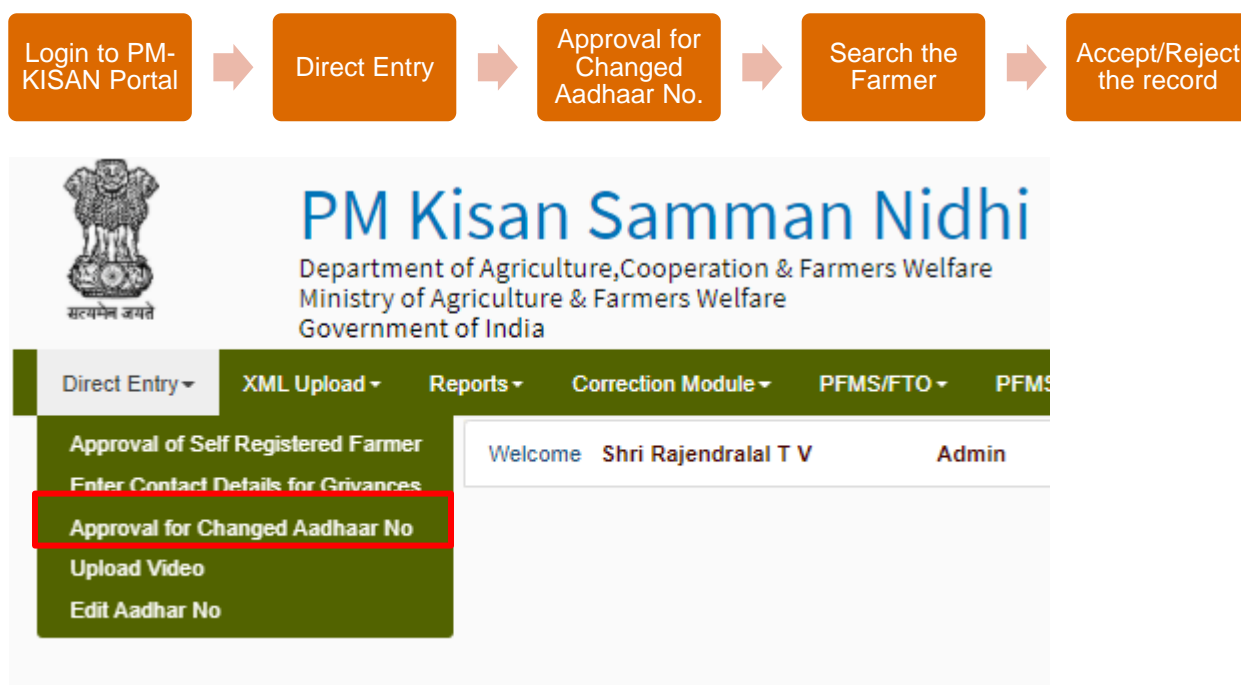 Login to PM-
KISAN Portal
Direct Entry
Approval for
Changed
Aadhaar No.
Search the
Farmer
Accept/Reject
the record
सत्यमेव जयते
PM Kisan Samman Nidhi
Department of Agriculture,Cooperation & Farmers Welfare
Ministry of Agriculture & Farmers Welfare
Government of India
Direct Entry XML Upload Reports Correction Module PFMS/FTO PFMS
Approval of Self Registered Farmer
Welcome Shri Rajendralal T V Admin
Enter Contact Details for Grivances
Approval for Changed Aadhaar No
Upload Video
Edit Aadhar No